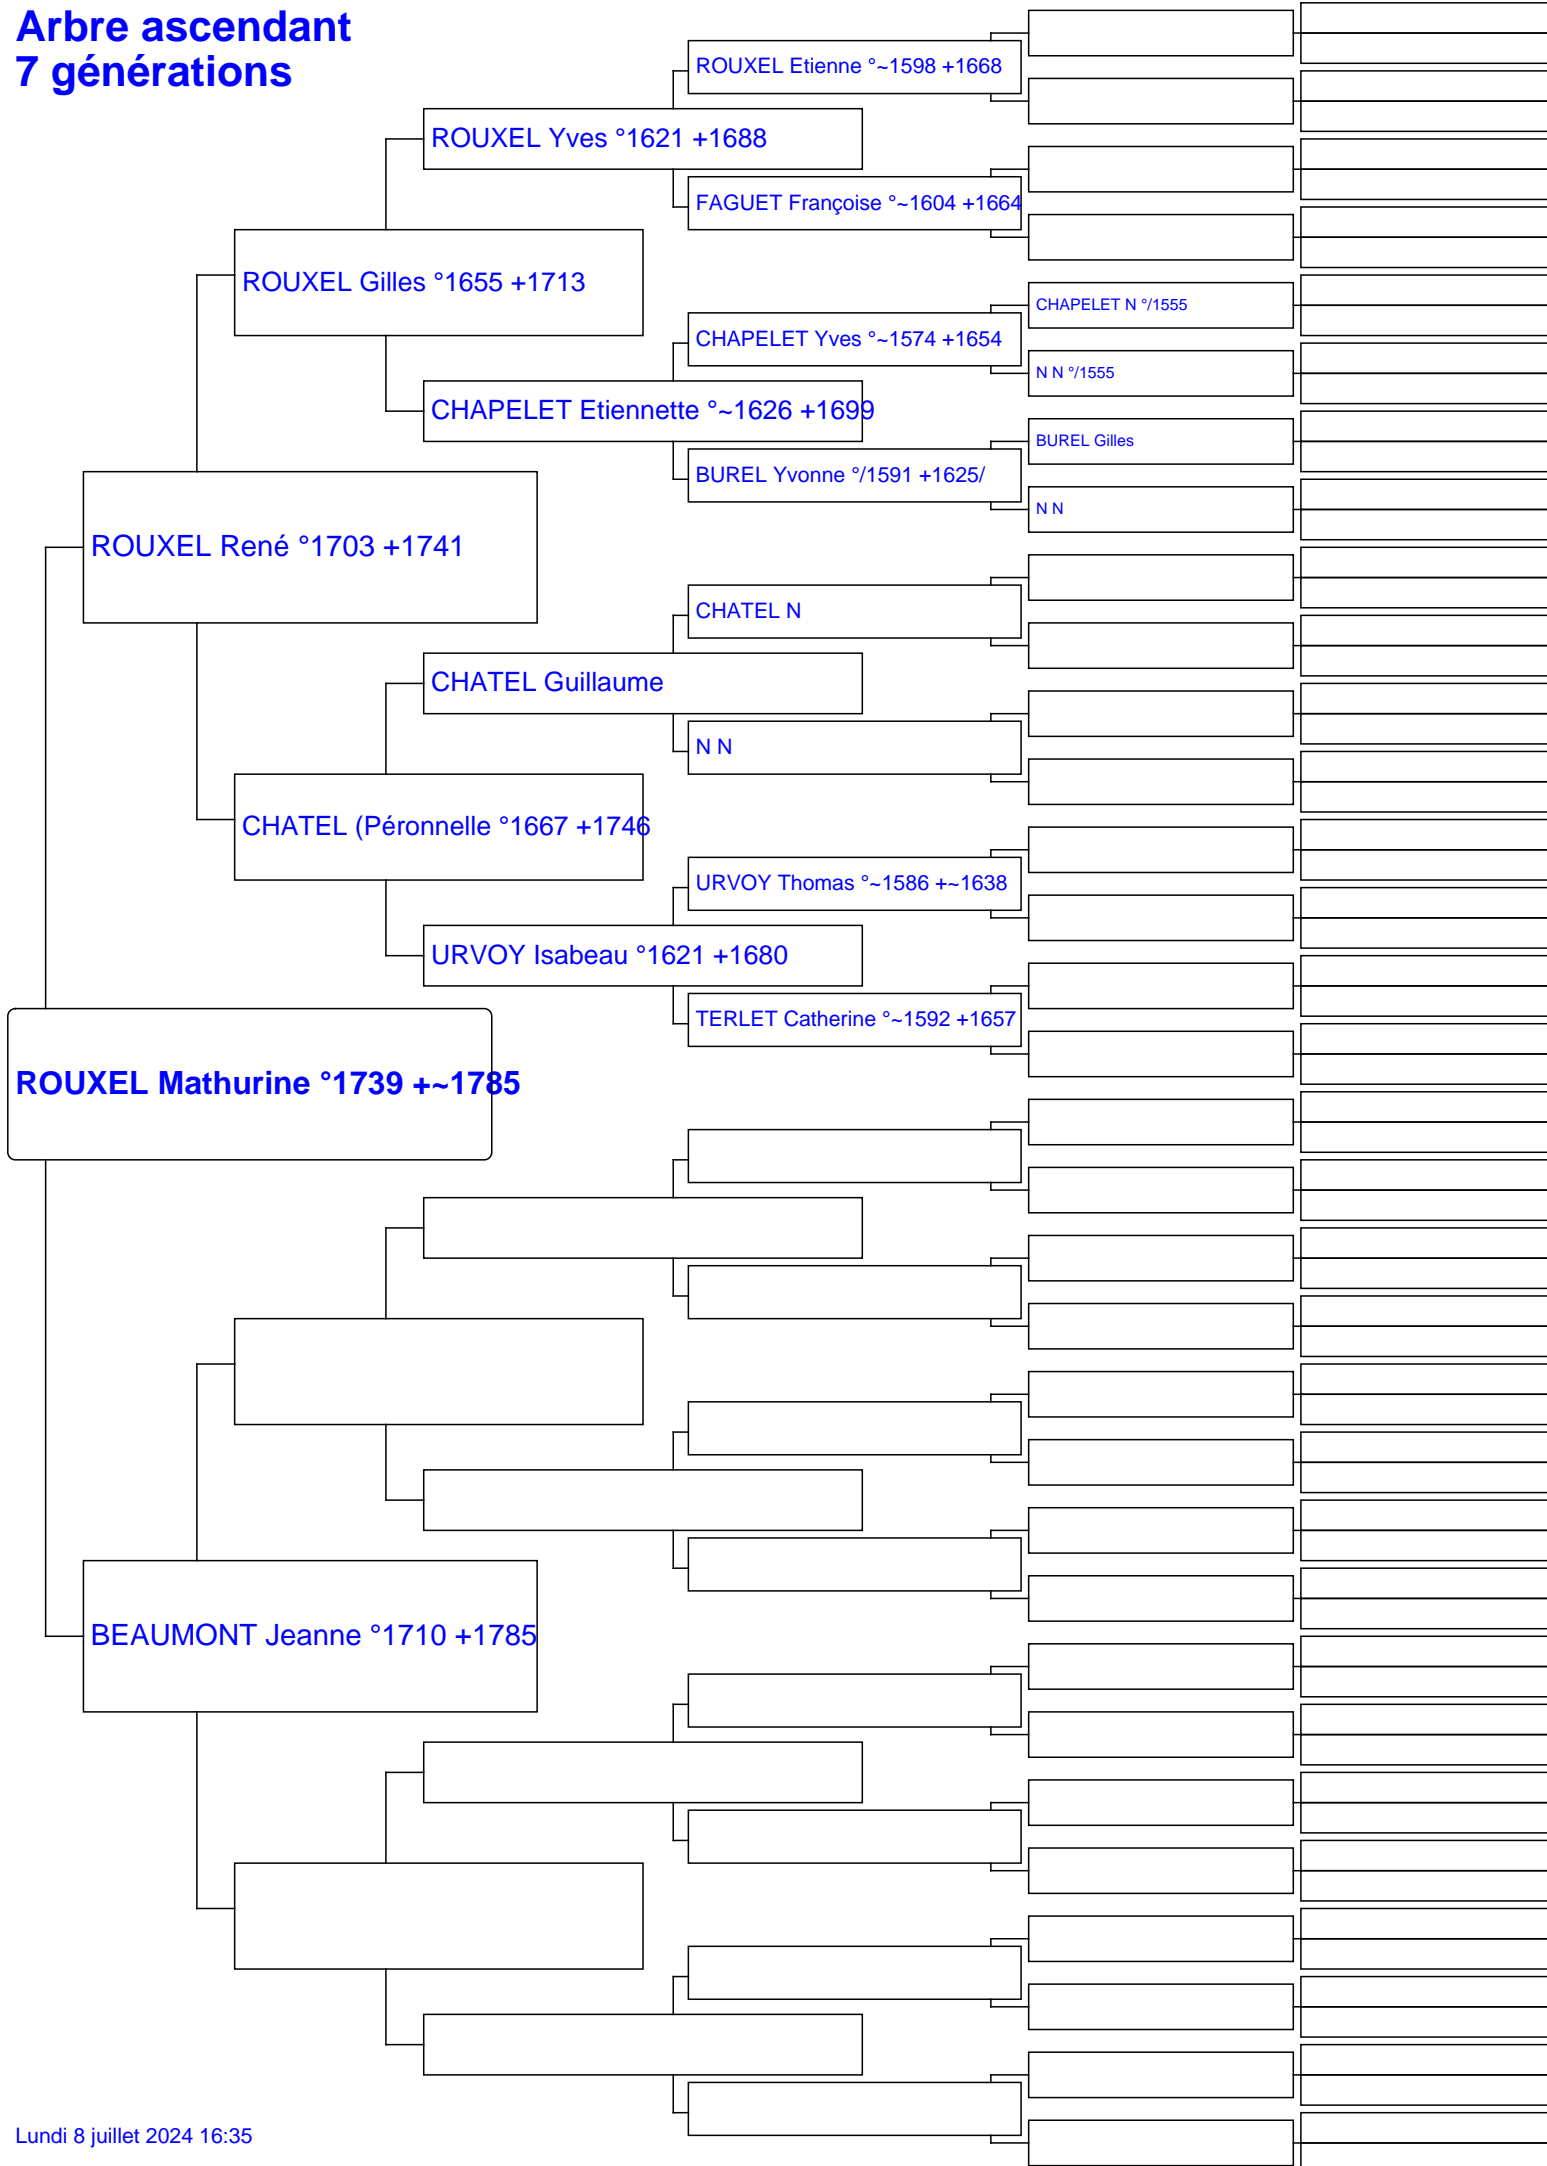 Arbre ascendant
7 générations
ROUXEL Etienne °~1598 +1668
ROUXEL Yves °1621 +1688
FAGUET Françoise °~1604 +1664
ROUXEL Gilles °1655 +1713
CHAPELET N °/1555
CHAPELET Yves °~1574 +1654
N N °/1555
CHAPELET Etiennette °~1626 +1699
BUREL Gilles
BUREL Yvonne °/1591 +1625/
N N
ROUXEL René °1703 +1741
CHATEL N
CHATEL Guillaume
N N
CHATEL (Péronnelle °1667 +1746
URVOY Thomas °~1586 +~1638
URVOY Isabeau °1621 +1680
TERLET Catherine °~1592 +1657
ROUXEL Mathurine °1739 +~1785
BEAUMONT Jeanne °1710 +1785
Lundi 8 juillet 2024 16:35